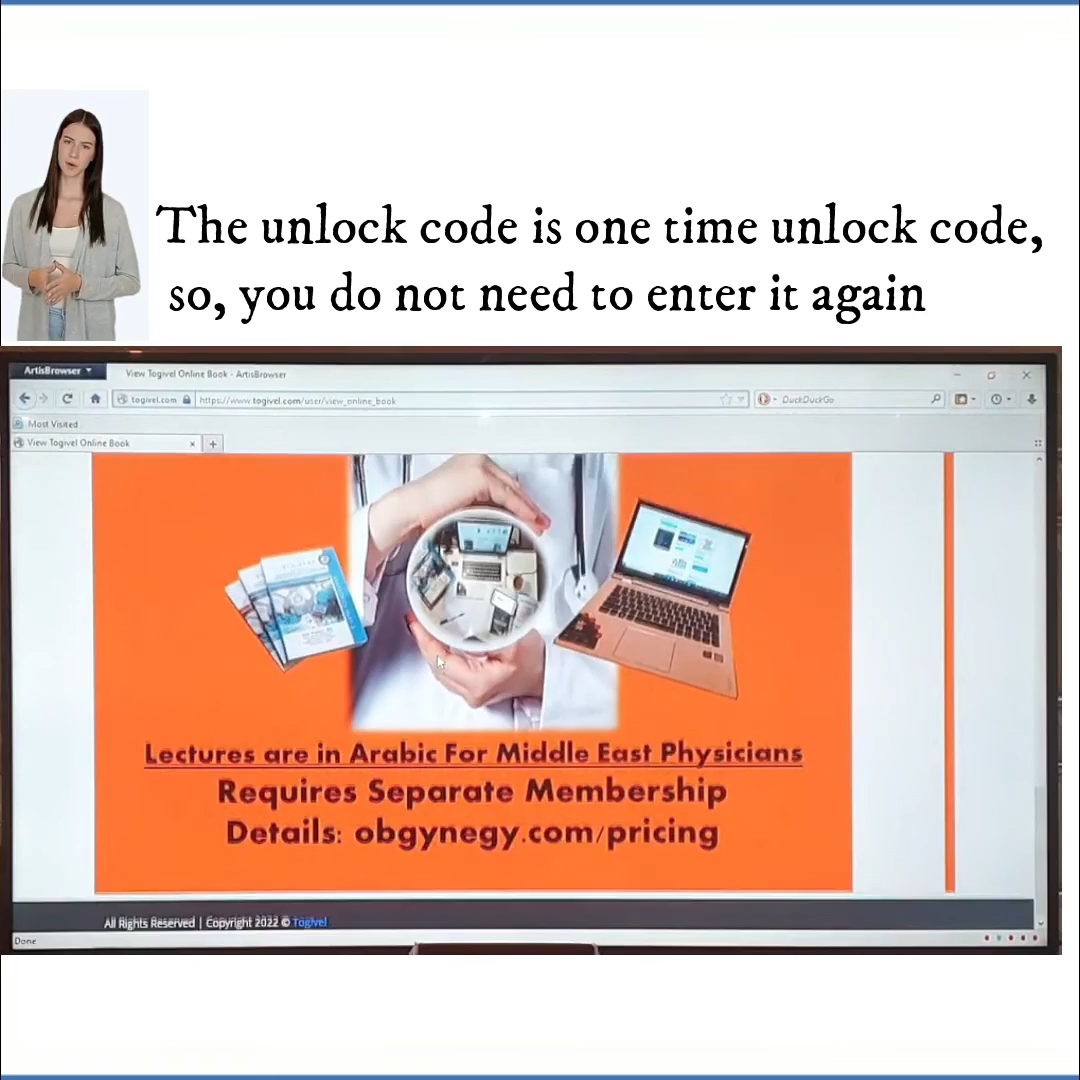 The unlock code is one time unlock code,
so, you do not need to enter it again
ArtisBrowser
View Togivel Online Book - ArtisBrowser
togivel.com
https://www.togivel.com/user/view_online_book
DuckDuckGo
Most Visited
View Togivel Online Book
Lectures are in Arabic For Middle East Physicians
Requires Separate Membership
Details: obgynegy.com/pricing
All Rights Reserved | Copyright 2022 © Togivel
Done